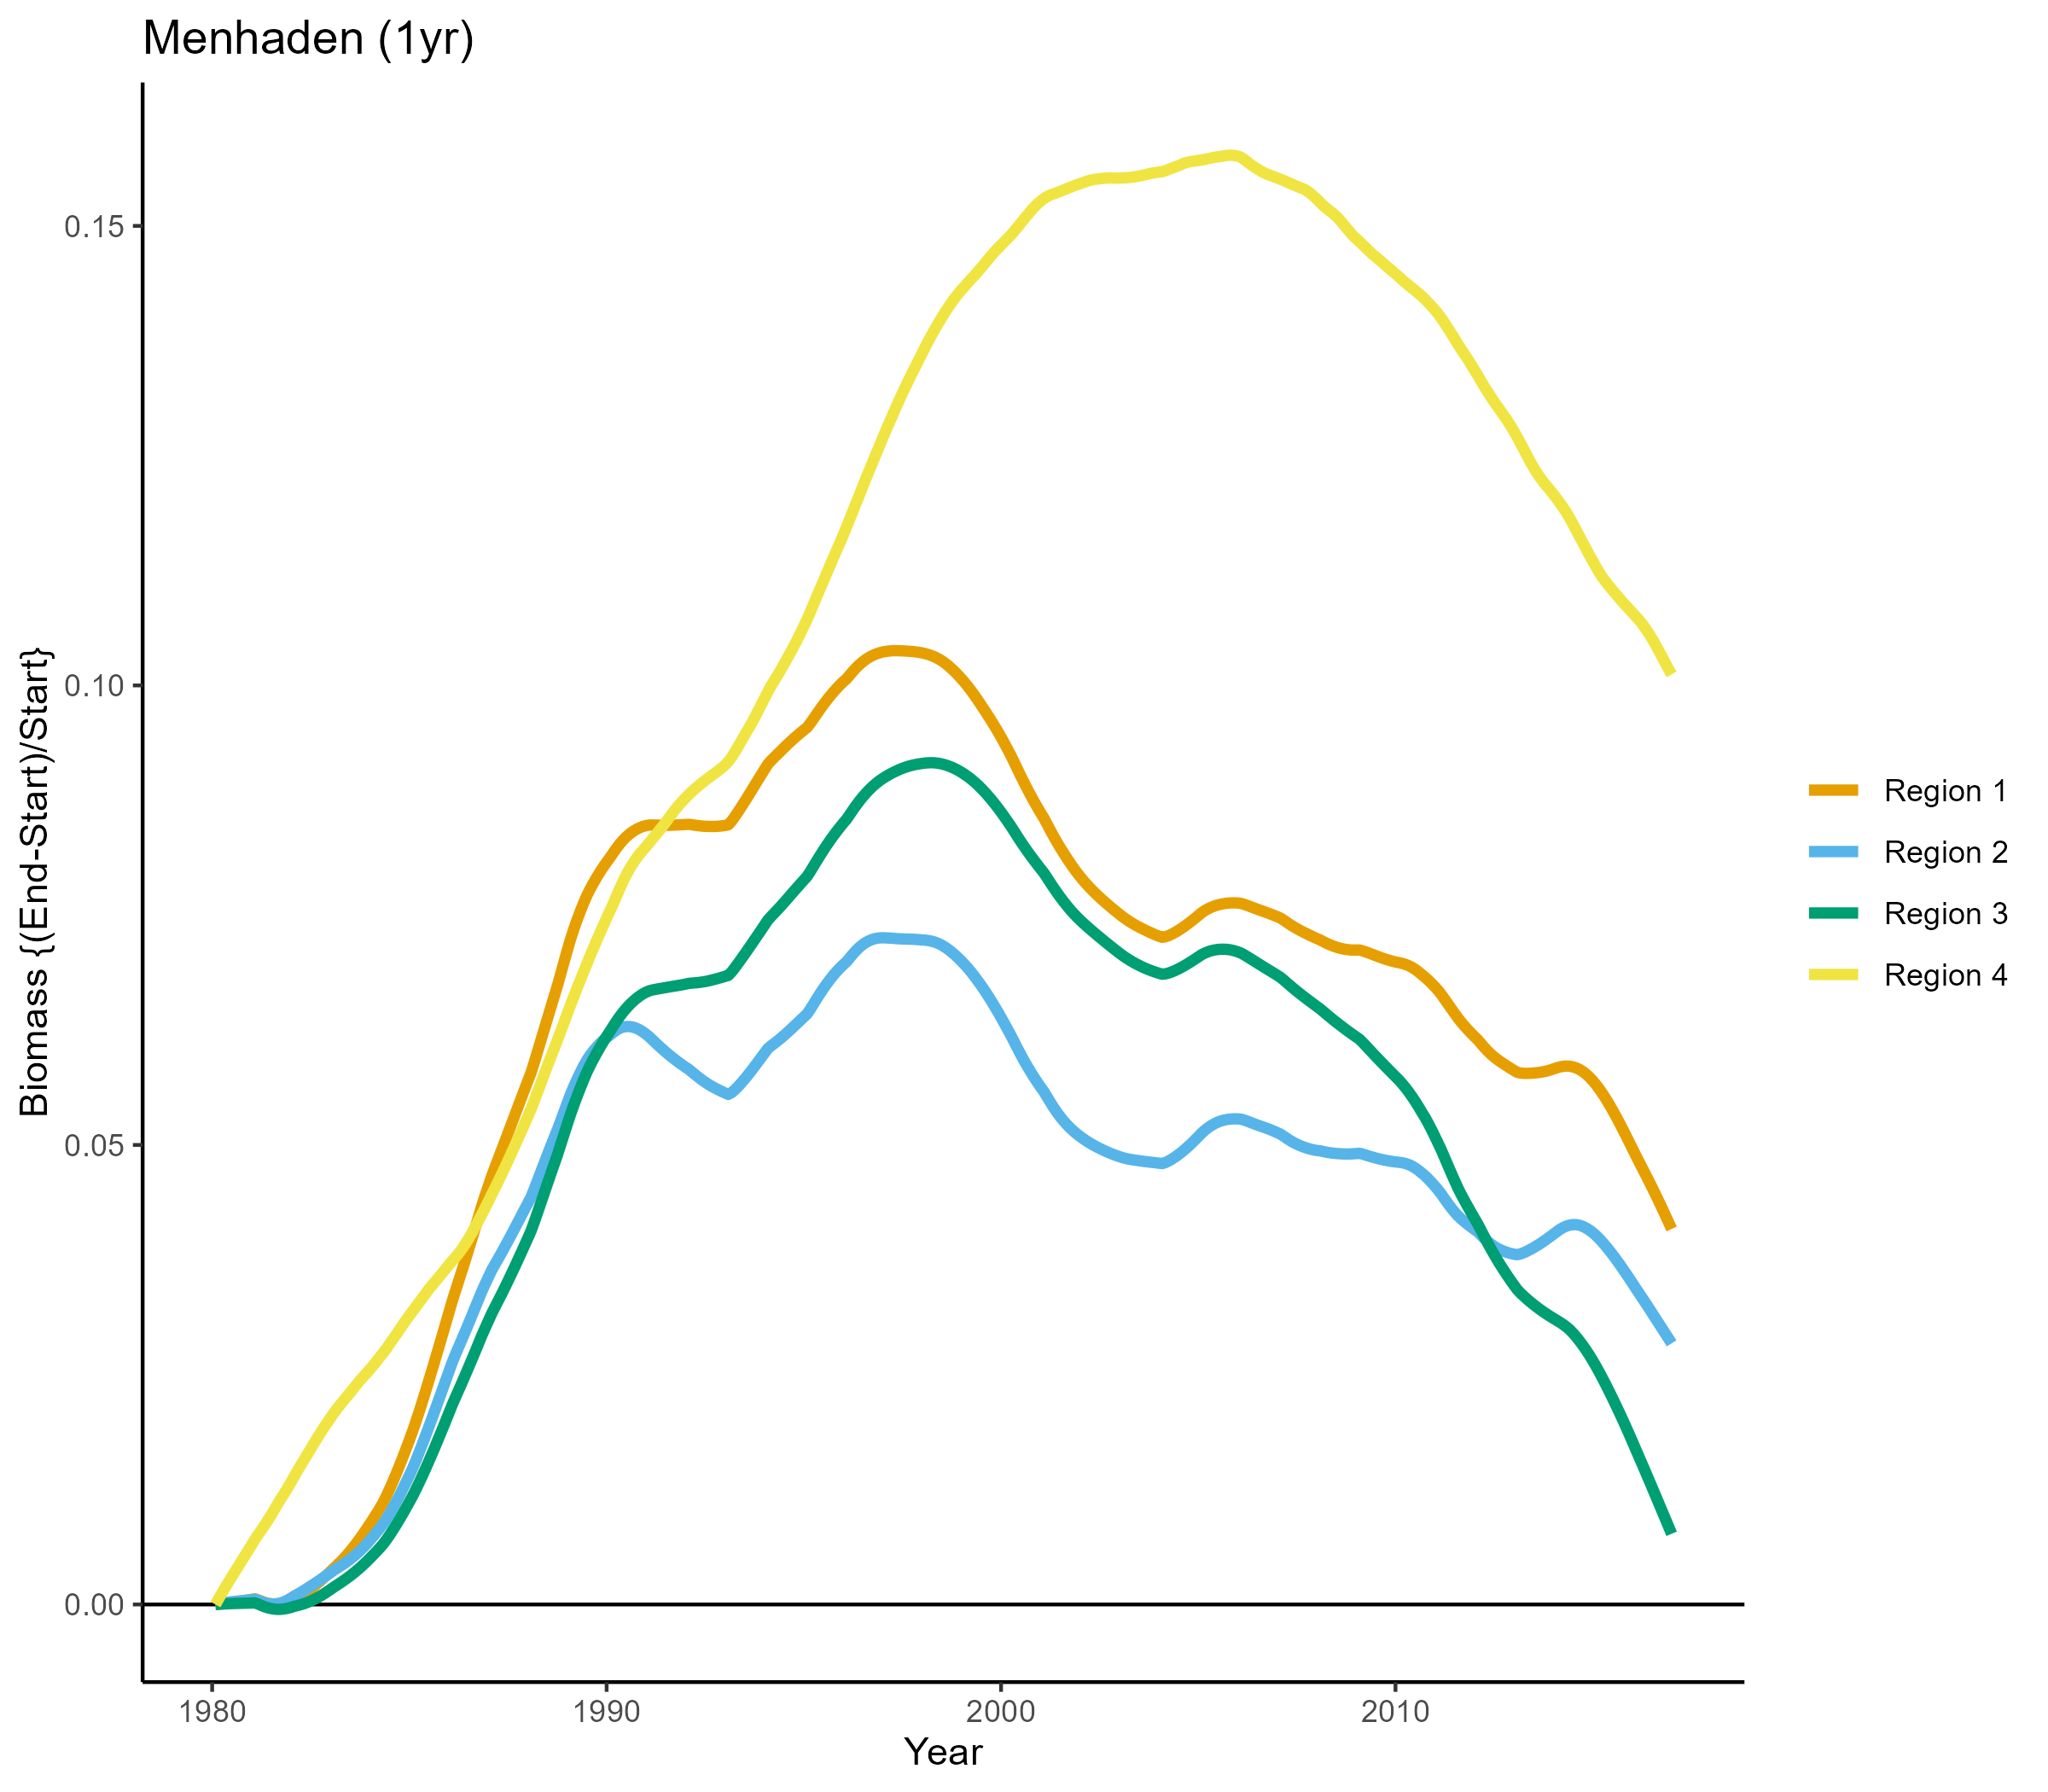 Menhaden (1yr)
Biomass {(End-Start)/Start}
0.15
0.10
0.05
0.00
1980
1990
2000
2010
Year
Region 1
Region 2
Region 3
Region 4